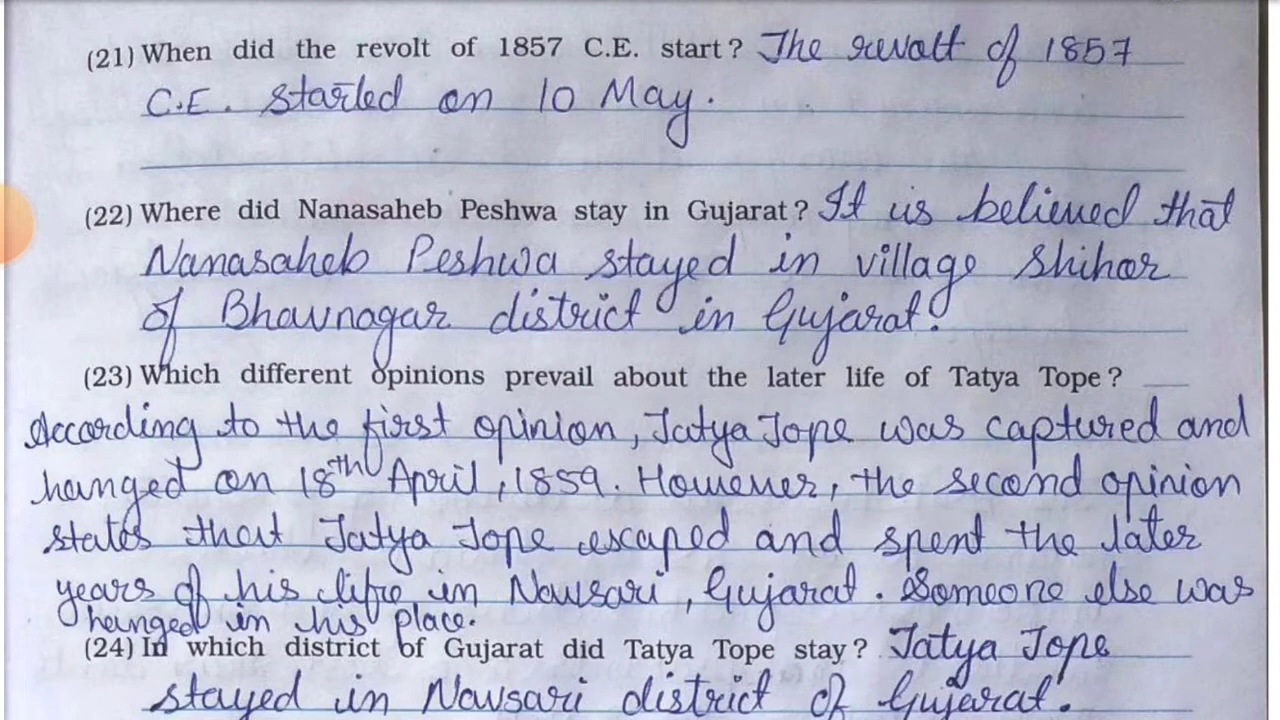 (21) When did the revolt of 1857 C.E. start? The revolt of 1857
C.E. started on 10 May.
(22) Where did Nanasaheb Peshwa stay in Gujarat? It is believed that
Nanasaheb Peshwa stayed in village Shihor
of Bhavnagar district in Gujarat.
(23) Which different opinions prevail about the later life of Tatya Tope?
According to the first opinion, Tatya Tope was captured and
hanged on 18th April, 1859. However, the second opinion
states that Tatya Tope escaped and spent the later
years of his life in Navsari, Gujarat. Someone else was
hanged in his place.
(24) In which district of Gujarat did Tatya Tope stay? Tatya Tope
stayed in Navsari district of Gujarat.